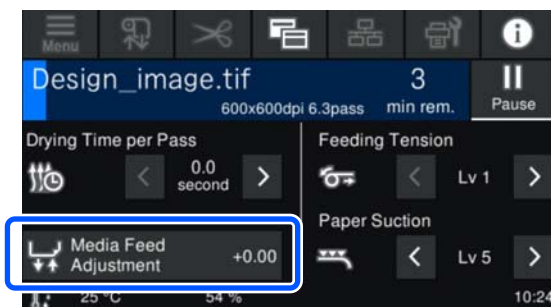 Menu
Design_image.tif
600x600dpi 6.3pass
3
min rem.
Pause
Drying Time per Pass
0.0
second
Feeding Tension
Lv 1
Media Feed
Adjustment
+0.00
Paper Suction
Lv 5
25 °C
54 %
10:24